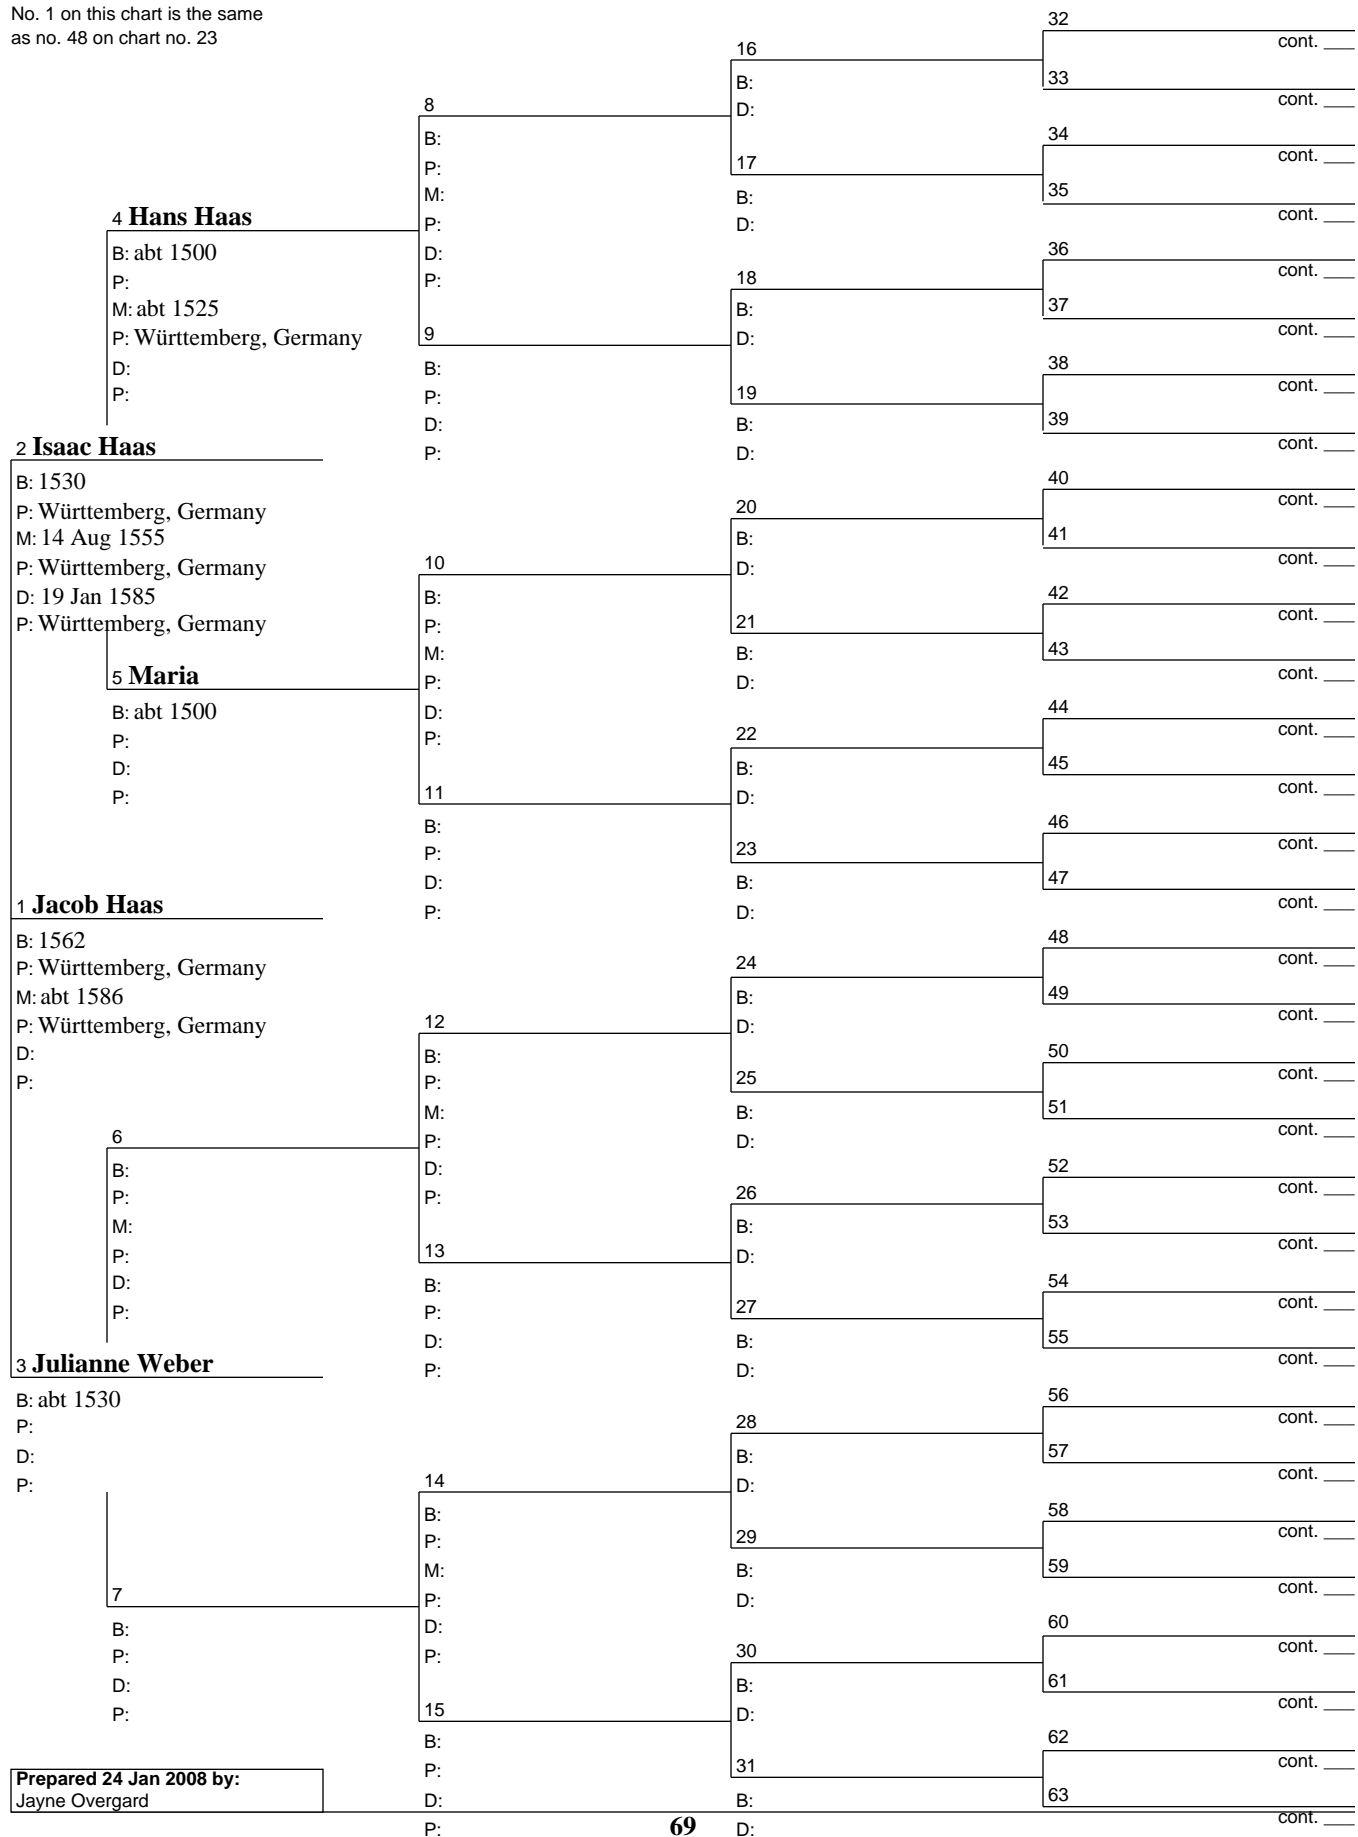 No. 1 on this chart is the same
as no. 48 on chart no. 23
4 Hans Haas
B: abt 1500
P:
M: abt 1525
P: Württemberg, Germany
D:
P:
2 Isaac Haas
B: 1530
P: Württemberg, Germany
M: 14 Aug 1555
P: Württemberg, Germany
D: 19 Jan 1585
P: Württemberg, Germany
5 Maria
B: abt 1500
P:
D:
P:
1 Jacob Haas
B: 1562
P: Württemberg, Germany
M: abt 1586
P: Württemberg, Germany
D:
P:
6
B:
P:
M:
P:
D:
P:
3 Julianne Weber
B: abt 1530
P:
D:
P:
7
B:
P:
D:
P:
8
B:
P:
M:
P:
D:
P:
9
B:
P:
D:
P:
10
B:
P:
M:
P:
D:
P:
11
B:
P:
D:
P:
12
B:
P:
M:
P:
D:
P:
13
B:
P:
D:
P:
14
B:
P:
M:
P:
D:
P:
15
B:
P:
D:
P:
16
B:
D:
17
B:
D:
18
B:
D:
19
B:
D:
20
B:
D:
21
B:
D:
22
B:
D:
23
B:
D:
24
B:
D:
25
B:
D:
26
B:
D:
27
B:
D:
28
B:
D:
29
B:
D:
30
B:
D:
31
B:
D:
32
cont. ___
33
cont. ___
34
cont. ___
35
cont. ___
36
cont. ___
37
cont. ___
38
cont. ___
39
cont. ___
40
cont. ___
41
cont. ___
42
cont. ___
43
cont. ___
44
cont. ___
45
cont. ___
46
cont. ___
47
cont. ___
48
cont. ___
49
cont. ___
50
cont. ___
51
cont. ___
52
cont. ___
53
cont. ___
54
cont. ___
55
cont. ___
56
cont. ___
57
cont. ___
58
cont. ___
59
cont. ___
60
cont. ___
61
cont. ___
62
cont. ___
63
cont. ___
Prepared 24 Jan 2008 by:
Jayne Overgard
69